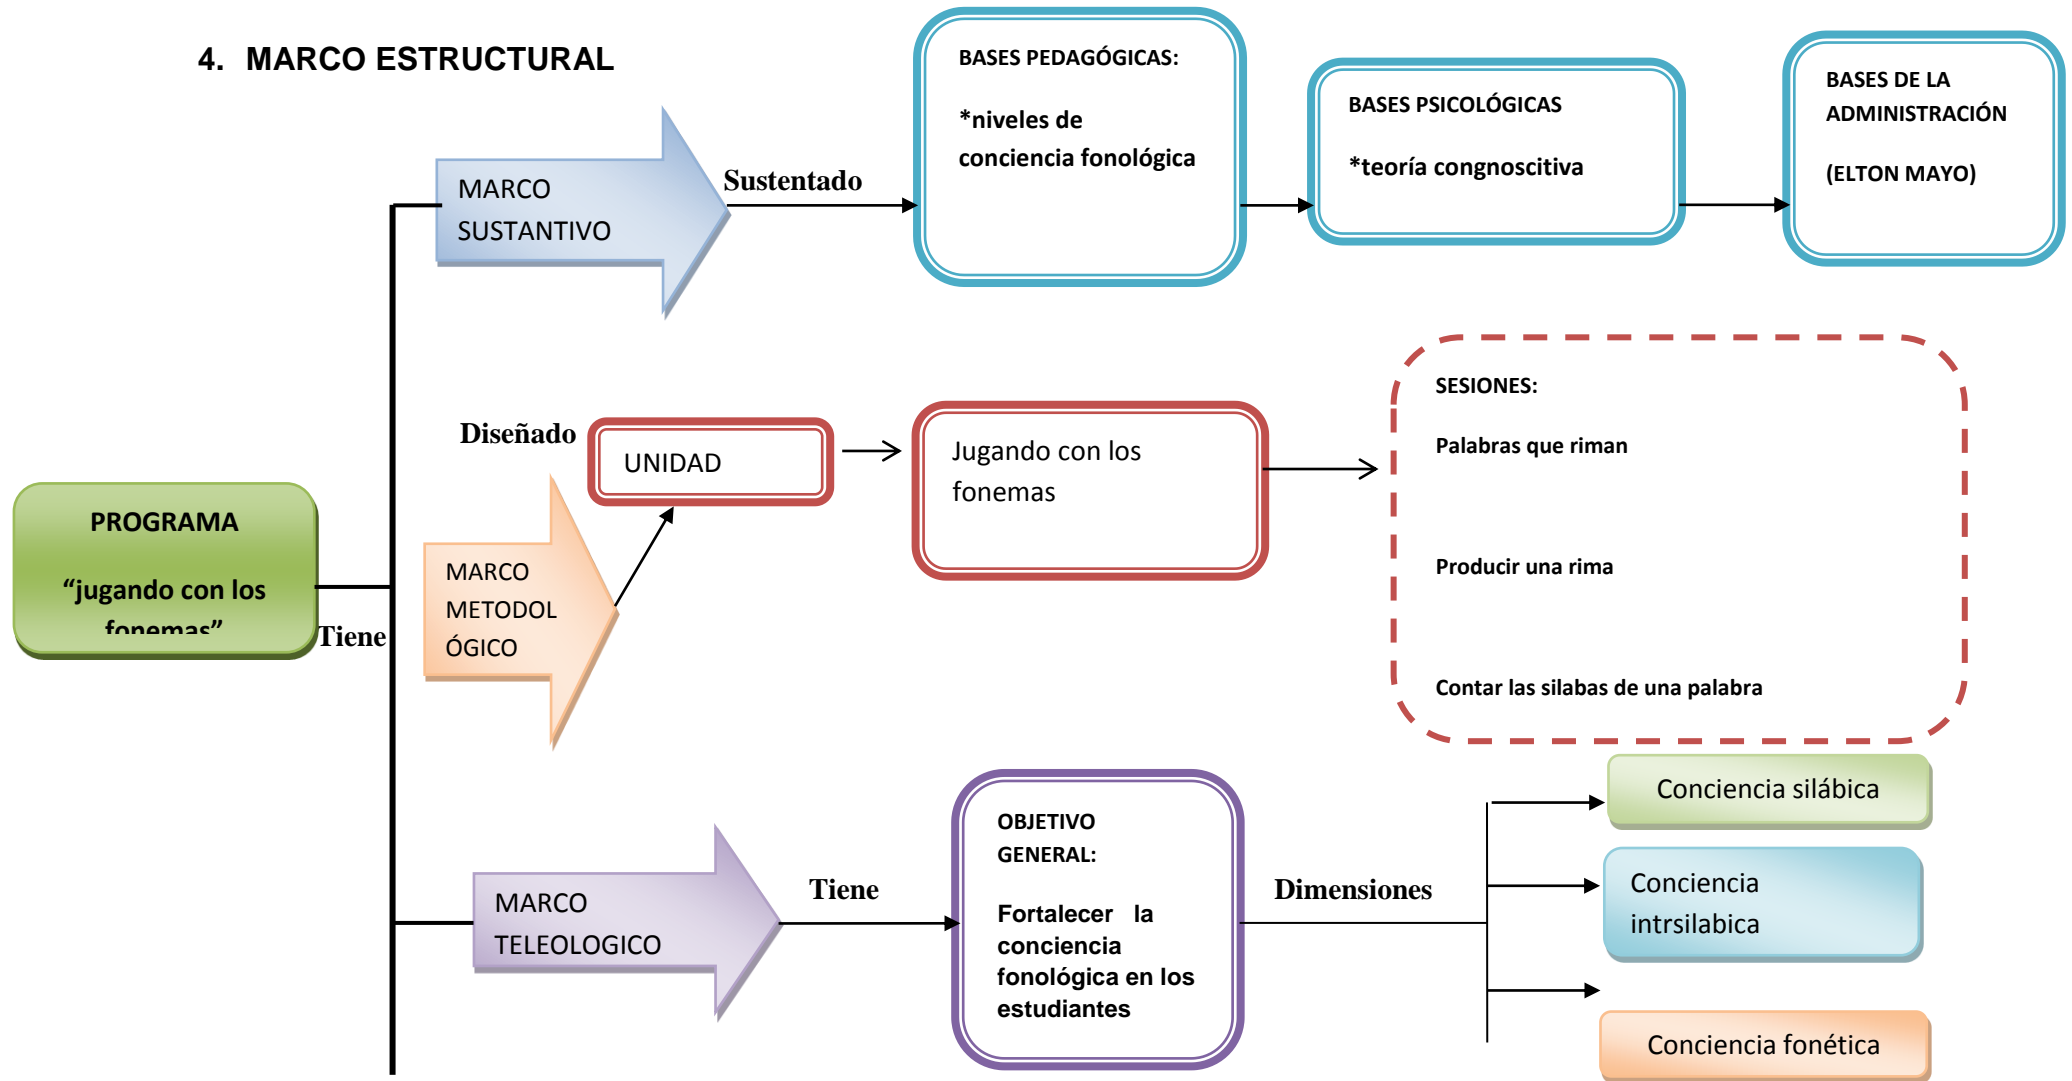 4. MARCO ESTRUCTURAL
BASES PEDAGÓGICAS:
*niveles de
conciencia fonológica
BASES PSICOLÓGICAS
*teoría congnoscitiva
BASES DE LA
ADMINISTRACIÓN
(ELTON MAYO)
MARCO
SUSTANTIVO
Sustentado
SESIONES:
Palabras que riman
Producir una rima
Contar las silabas de una palabra
Diseñado
UNIDAD
Jugando con los
fonemas
PROGRAMA
“jugando con los
fonemas”
Tiene
MARCO
METODOL
ÓGICO
MARCO
TELEOLOGICO
Tiene
OBJETIVO
GENERAL:
Fortalecer la
conciencia
fonológica en los
estudiantes
Dimensiones
Conciencia silábica
Conciencia
intrsilabica
Conciencia fonética